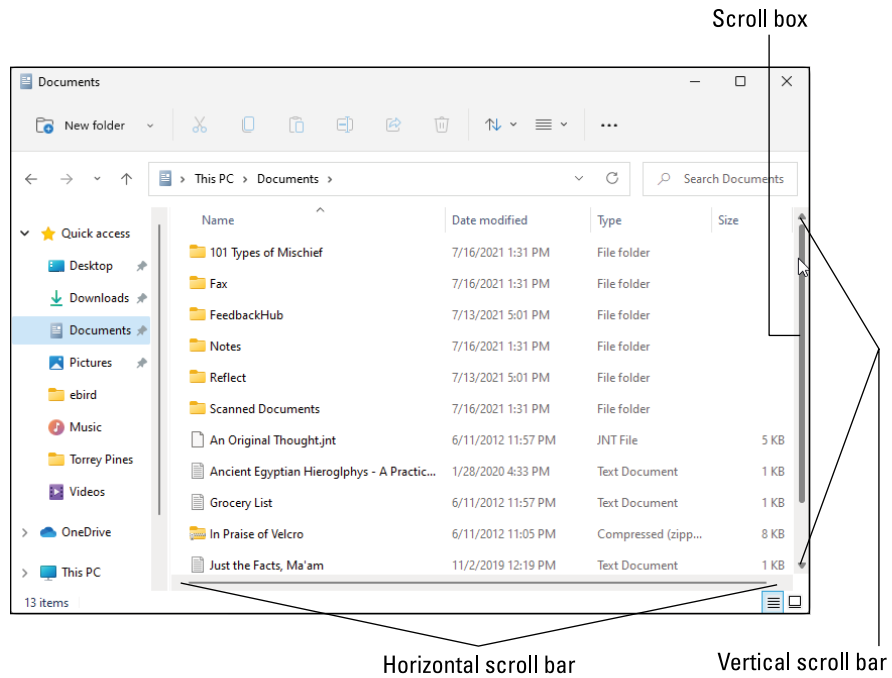 Scroll box
Documents
New folder
This PC > Documents >
Search Documents
Name Date modified Type Size
Quick access
Desktop
Downloads
Documents
Pictures
ebird
Music
Torrey Pines
Videos
OneDrive
This PC
101 Types of Mischief 7/16/2021 1:31 PM File folder
Fax 7/16/2021 1:31 PM File folder
FeedbackHub 7/13/2021 5:01 PM File folder
Notes 7/16/2021 1:31 PM File folder
Reflect 7/13/2021 5:01 PM File folder
Scanned Documents 7/16/2021 1:31 PM File folder
An Original Thought.jnt 6/11/2012 11:57 PM JNT File 5 KB
Ancient Egyptian Hieroglphys - A Practic... 1/28/2020 4:33 PM Text Document 1 KB
Grocery List 6/11/2012 11:57 PM Text Document 1 KB
In Praise of Velcro 6/11/2012 11:05 PM Compressed (zipp... 8 KB
Just the Facts, Ma'am 11/2/2019 12:19 PM Text Document 1 KB
13 items
Horizontal scroll bar
Vertical scroll bar